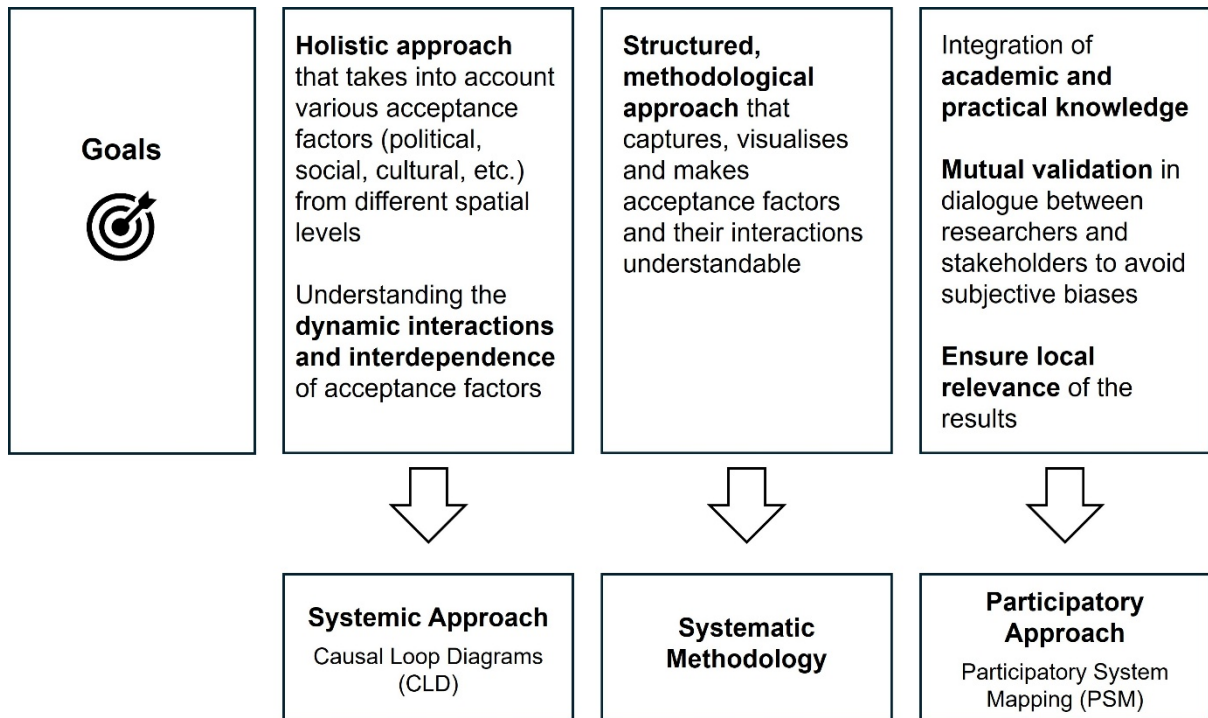 Goals
Holistic approach
that takes into account
various acceptance
factors (political,
social, cultural, etc.)
from different spatial
levels
Understanding the
dynamic interactions
and interdependence
of acceptance factors
Structured,
methodological
approach that
captures, visualises
and makes
acceptance factors
and their interactions
understandable
Integration of
academic and
practical knowledge
Mutual validation in
dialogue between
researchers and
stakeholders to avoid
subjective biases
Ensure local
relevance of the
results
Systemic Approach
Causal Loop Diagrams
(CLD)
Systematic
Methodology
Participatory
Approach
Participatory System
Mapping (PSM)